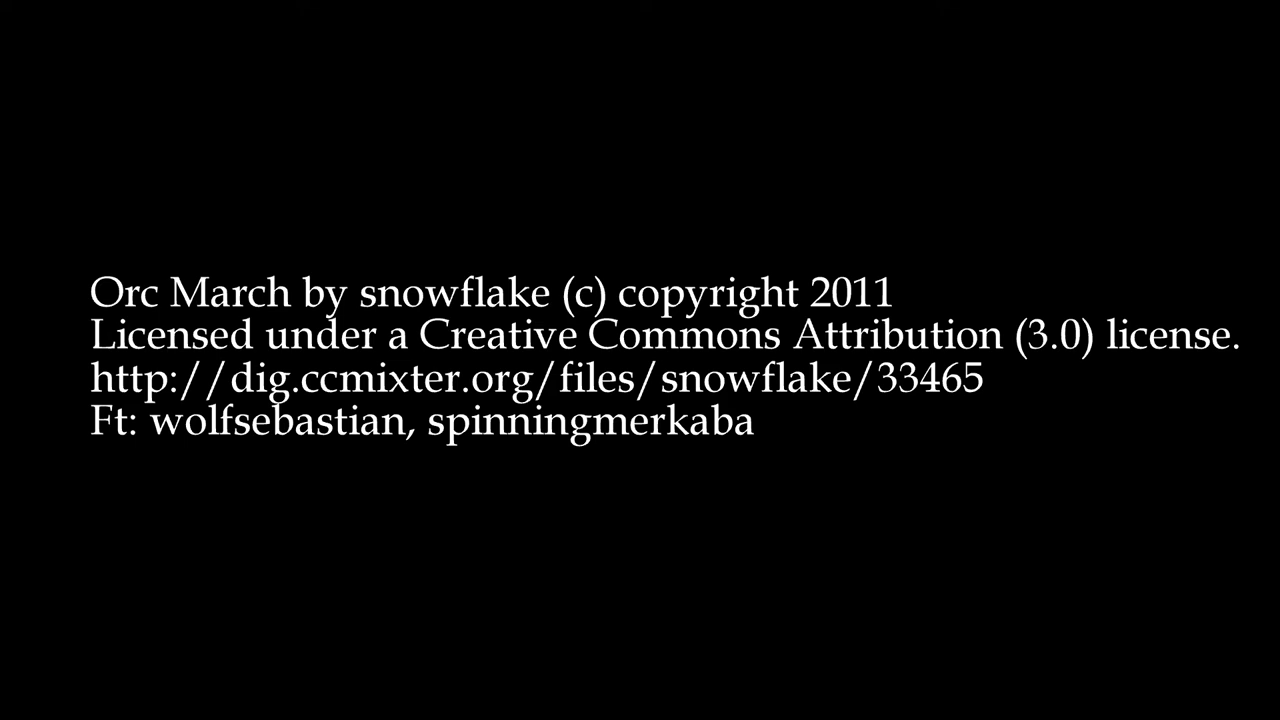 Orc March by snowflake (c) copyright 2011
Licensed under a Creative Commons Attribution (3.0) license.
http://dig.ccmixter.org/files/snowflake/33465
Ft: wolfsebastian, spinningmerkaba